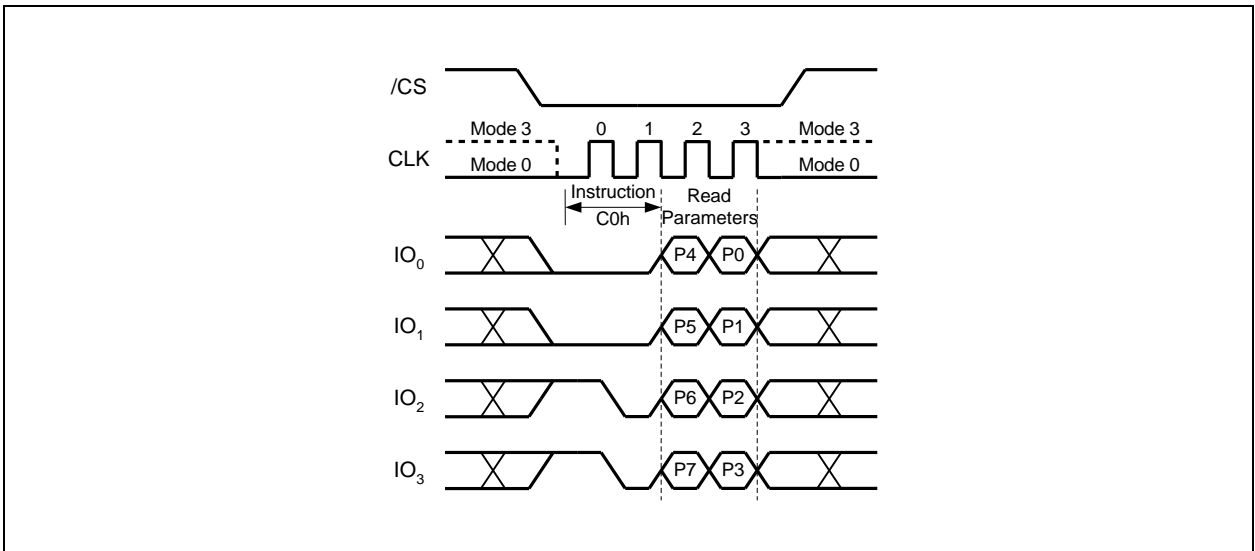 /CS
Mode 3 0 1 2 3 Mode 3
CLK Mode 0 Mode 0
Instruction Read
C0h Parameters
IO0 P4 P0
IO1 P5 P1
IO2 P6 P2
IO3 P7 P3